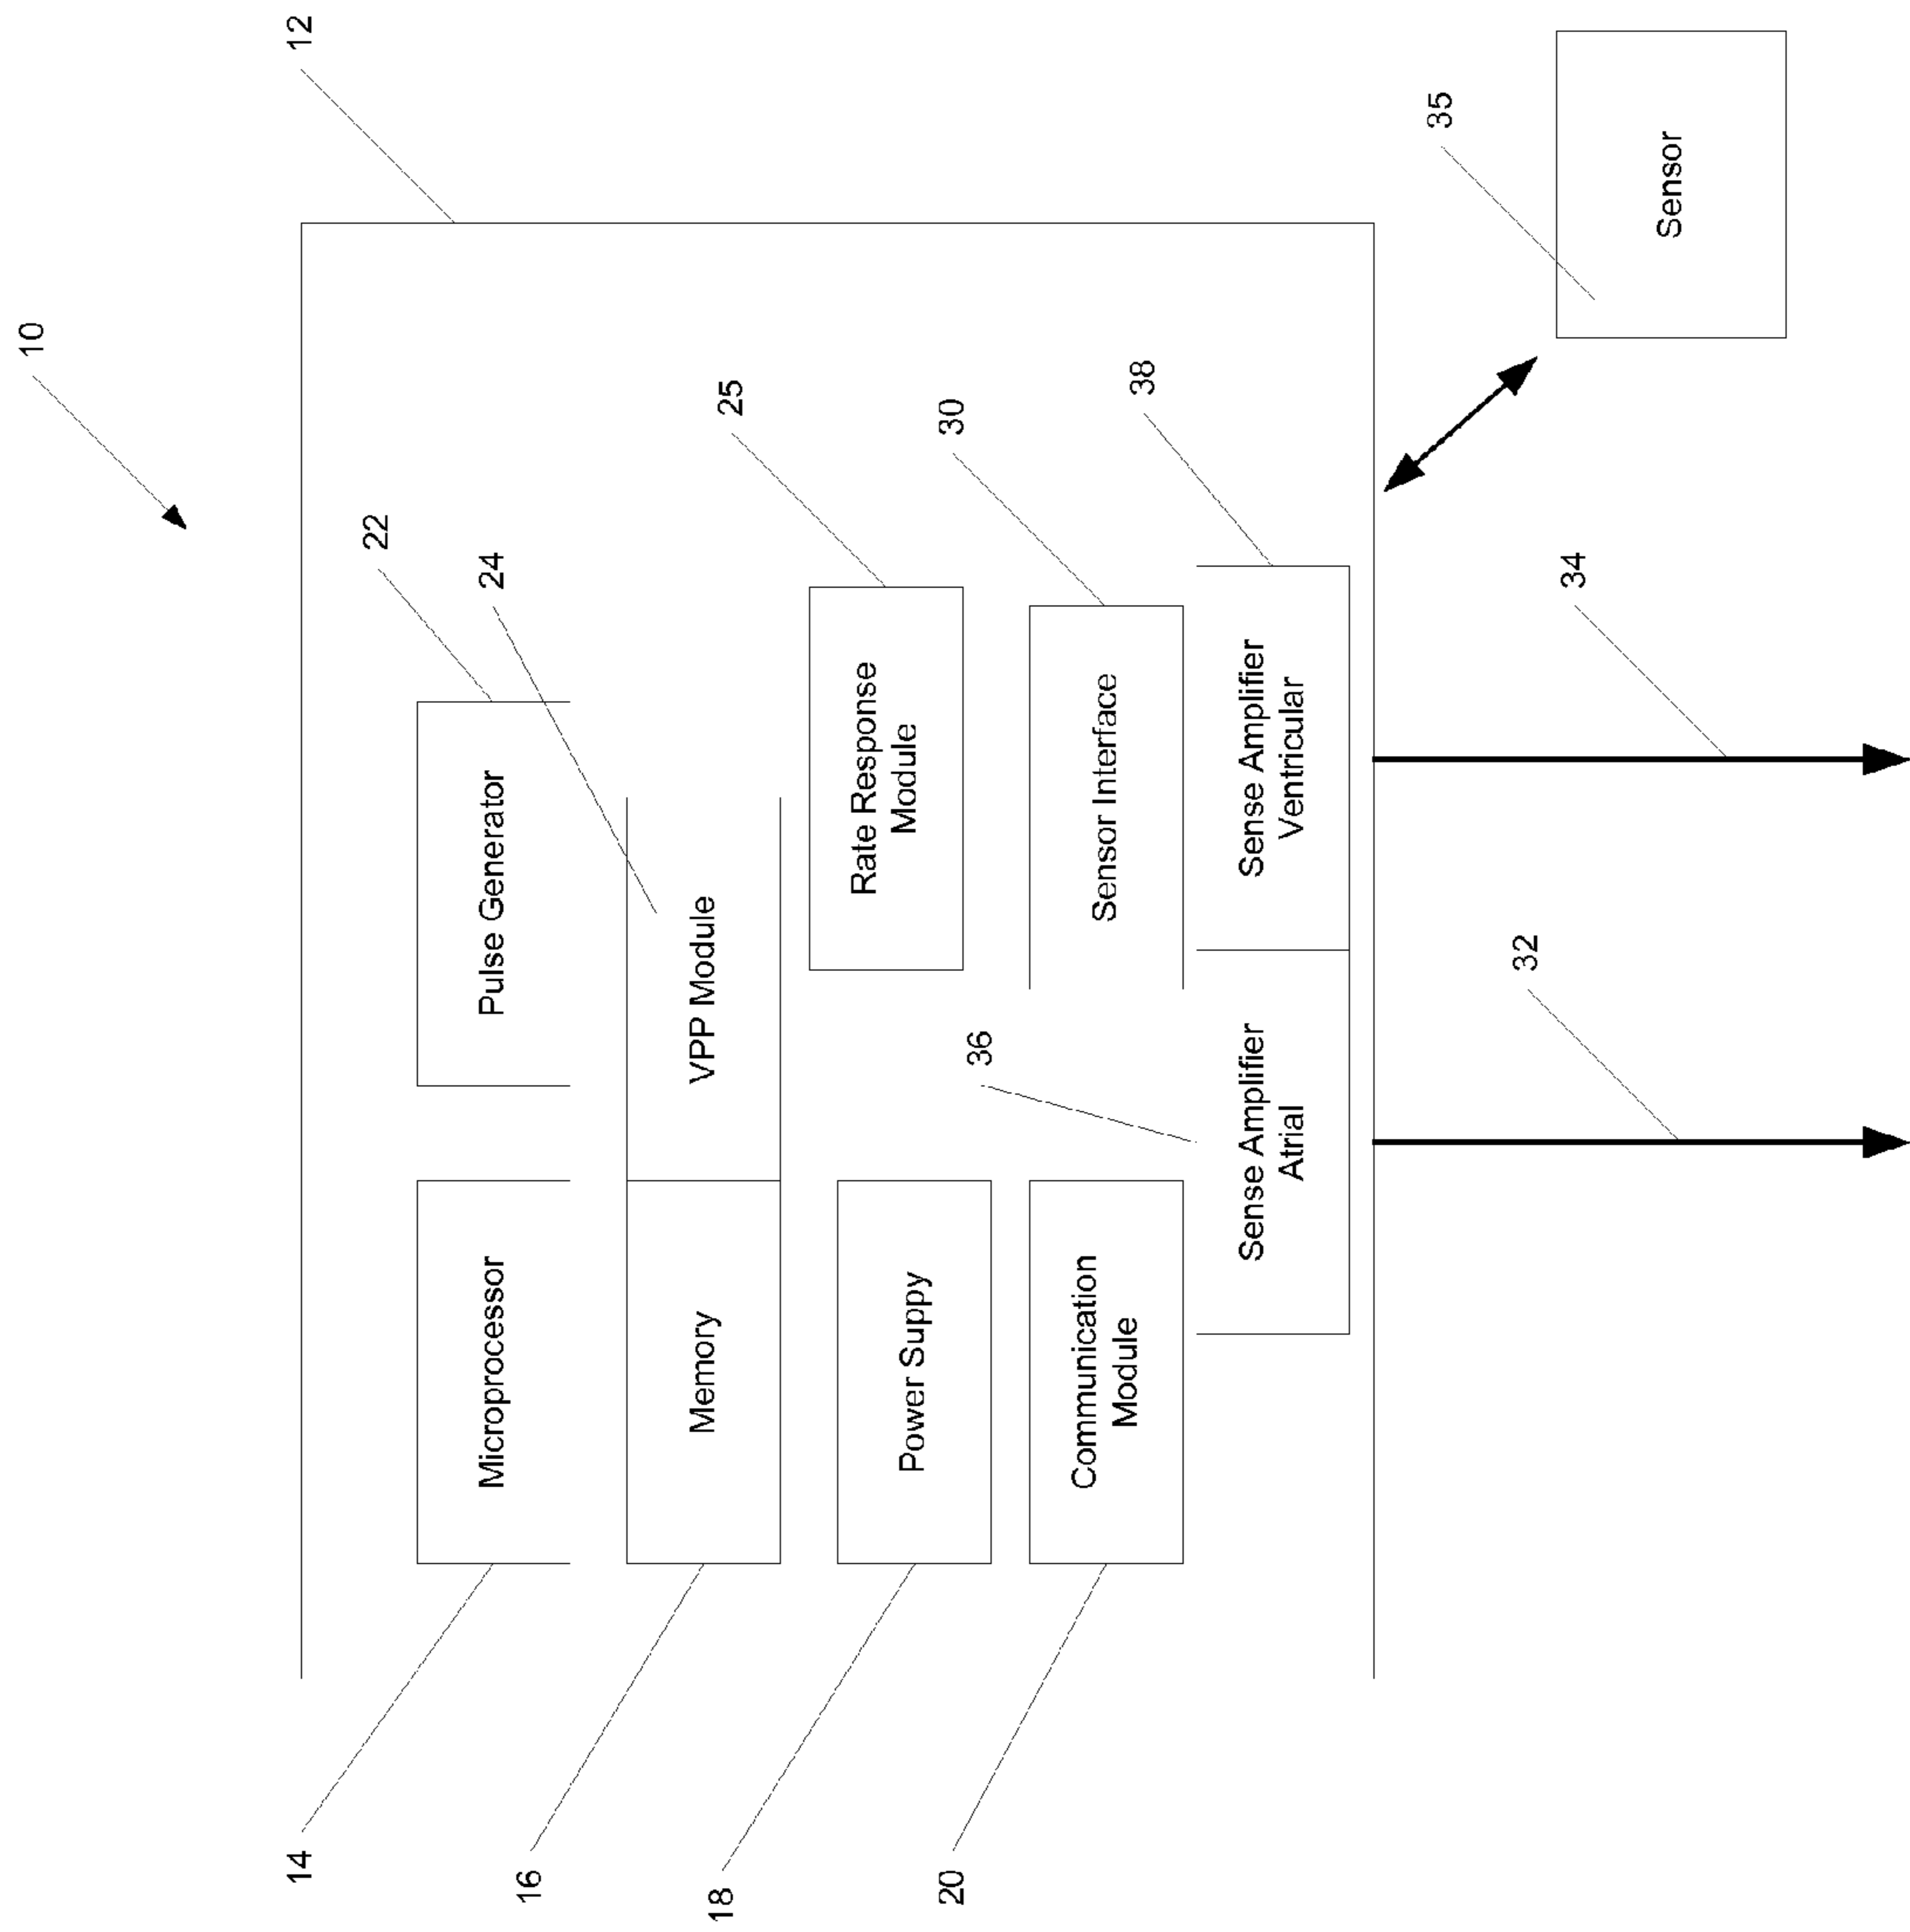 10
12
22
24
25
30
38
35
Sensor
34
32
36
14
16
18
20
Microprocessor
Pulse Generator
Memory
VPP Module
Power Suppy
Rate Response
Module
Communication
Module
Sensor Interface
Sense Amplifier
Atrial
Sense Amplifier
Ventricular